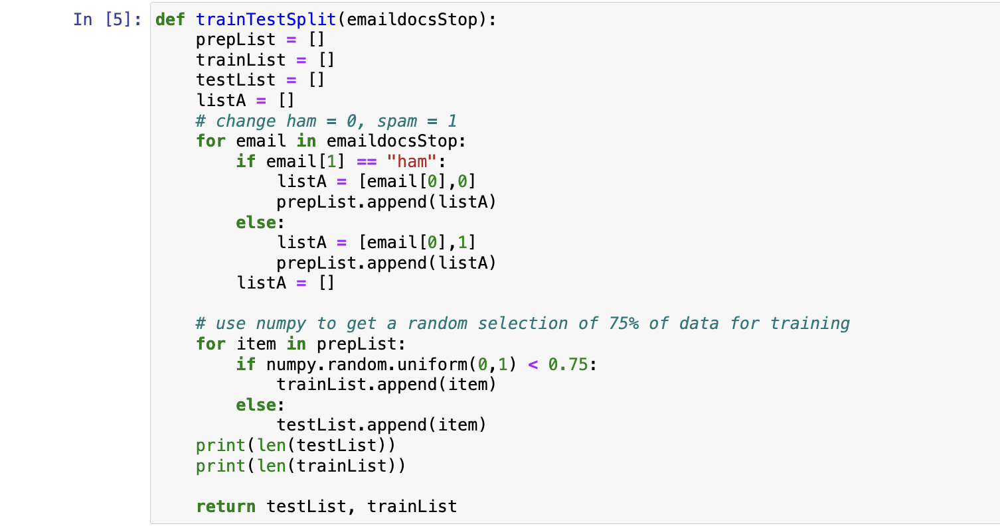 In [5]: def trainTestSplit(emaildocsStop):
    prepList = []
    trainList = []
    testList = []
    listA = []
    # change ham = 0, spam = 1
    for email in emaildocsStop:
        if email[1] == "ham":
            listA = [email[0],0]
            prepList.append(listA)
        else:
            listA = [email[0],1]
            prepList.append(listA)
        listA = []

    # use numpy to get a random selection of 75% of data for training
    for item in prepList:
        if numpy.random.uniform(0,1) < 0.75:
            trainList.append(item)
        else:
            testList.append(item)
    print(len(testList))
    print(len(trainList))

    return testList, trainList